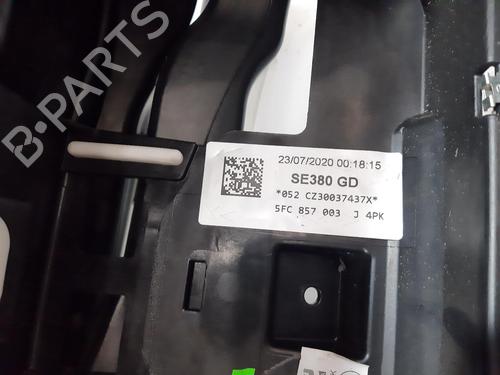 B-PARTS
23/07/2020 00:18:15
SE380 GD
*052 CZ30037437X*
5FC 857 003 J 4PK